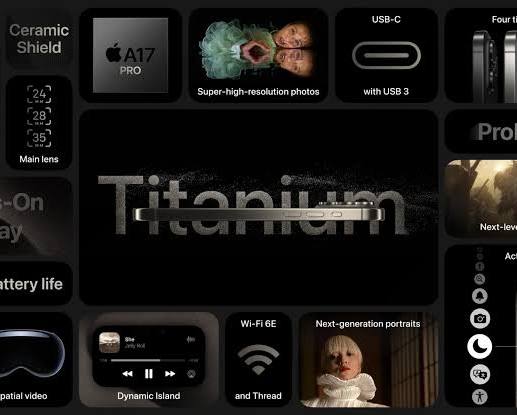 Ceramic
Shield
A17
PRO
Super-high-resolution photos
USB-C
with USB 3
Four ti
24
28
35
Main lens
Titanium
Prol
s-On
ay
Next-leve
attery life
Act
patial video
She
Jelly Roll
Dynamic Island
Wi-Fi 6E
and Thread
Next-generation portraits